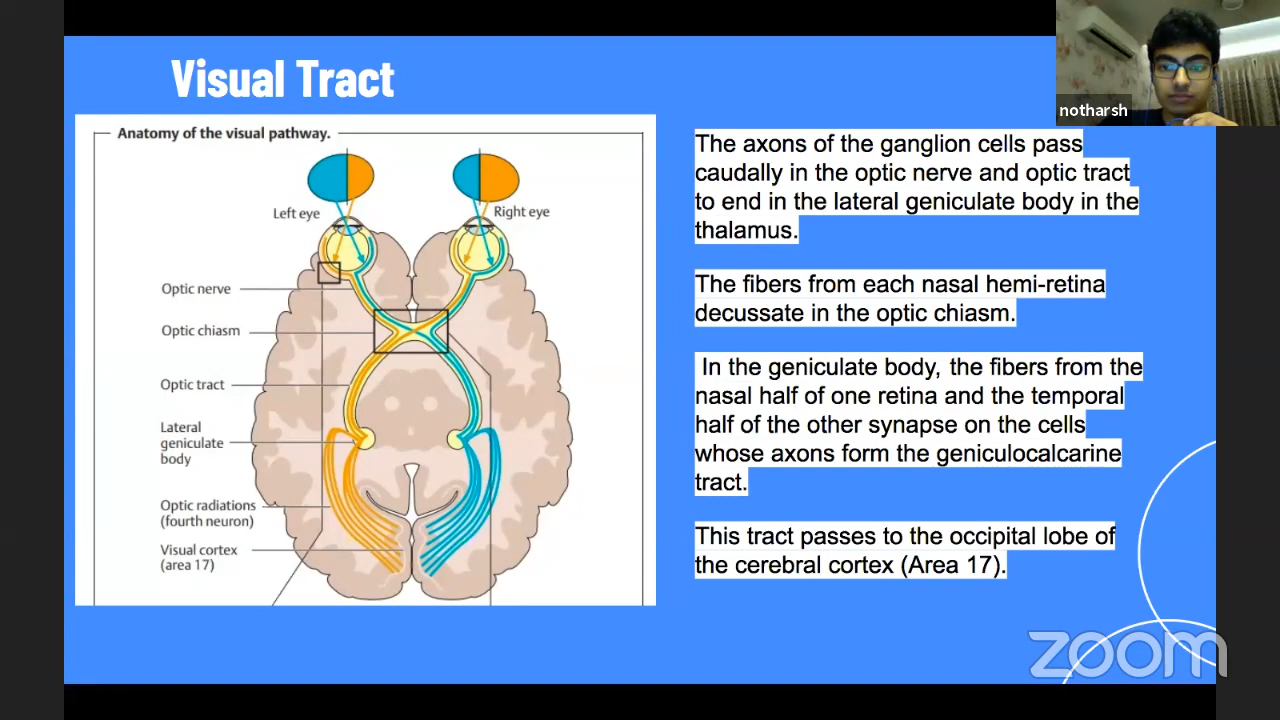 Visual Tract
notharsh
Anatomy of the visual pathway.
Left eye
Right eye
Optic nerve
Optic chiasm
Optic tract
Lateral
geniculate
body
Optic radiations
(fourth neuron)
Visual cortex
(area 17)
The axons of the ganglion cells pass
caudally in the optic nerve and optic tract
to end in the lateral geniculate body in the
thalamus.
The fibers from each nasal hemi-retina
decussate in the optic chiasm.
In the geniculate body, the fibers from the
nasal half of one retina and the temporal
half of the other synapse on the cells
whose axons form the geniculocalcarine
tract.
This tract passes to the occipital lobe of
the cerebral cortex (Area 17).
zoom